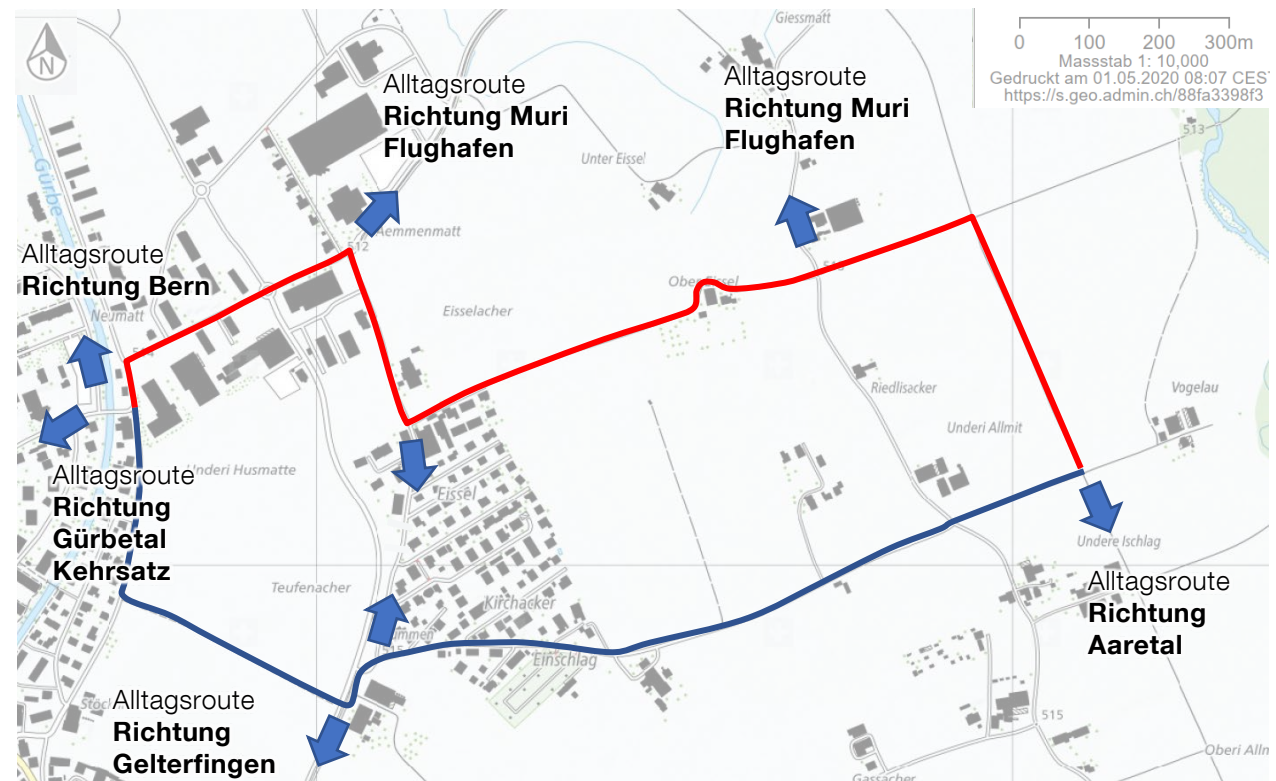 N
0 100 200 300m
Massstab 1: 10,000
Gedruckt am 01.05.2020 08:07 CEST
https://s.geo.admin.ch/88fa3398f3
Giessmatt
Alltagsroute
Richtung Muri
Flughafen
Alltagsroute
Richtung Muri
Flughafen
513
Unter Eissel
Gürbe
512
Aemmenmatt
Alltagsroute
Richtung Bern
Neumatt
Ober Eissel
Eisselacher
Riedlisacker
Vogelau
Underi Allmit
Underi Husmatte
Alltagsroute
Richtung
Gürbetal
Kehrsatz
Eissel
Undere Ischlag
Teufenacher
Kirchacker
Alltagsroute
Richtung
Aaretal
515
Einschlag
Alltagsroute
Richtung
Gelterfingen
515
Oberi Allm
Gassacher